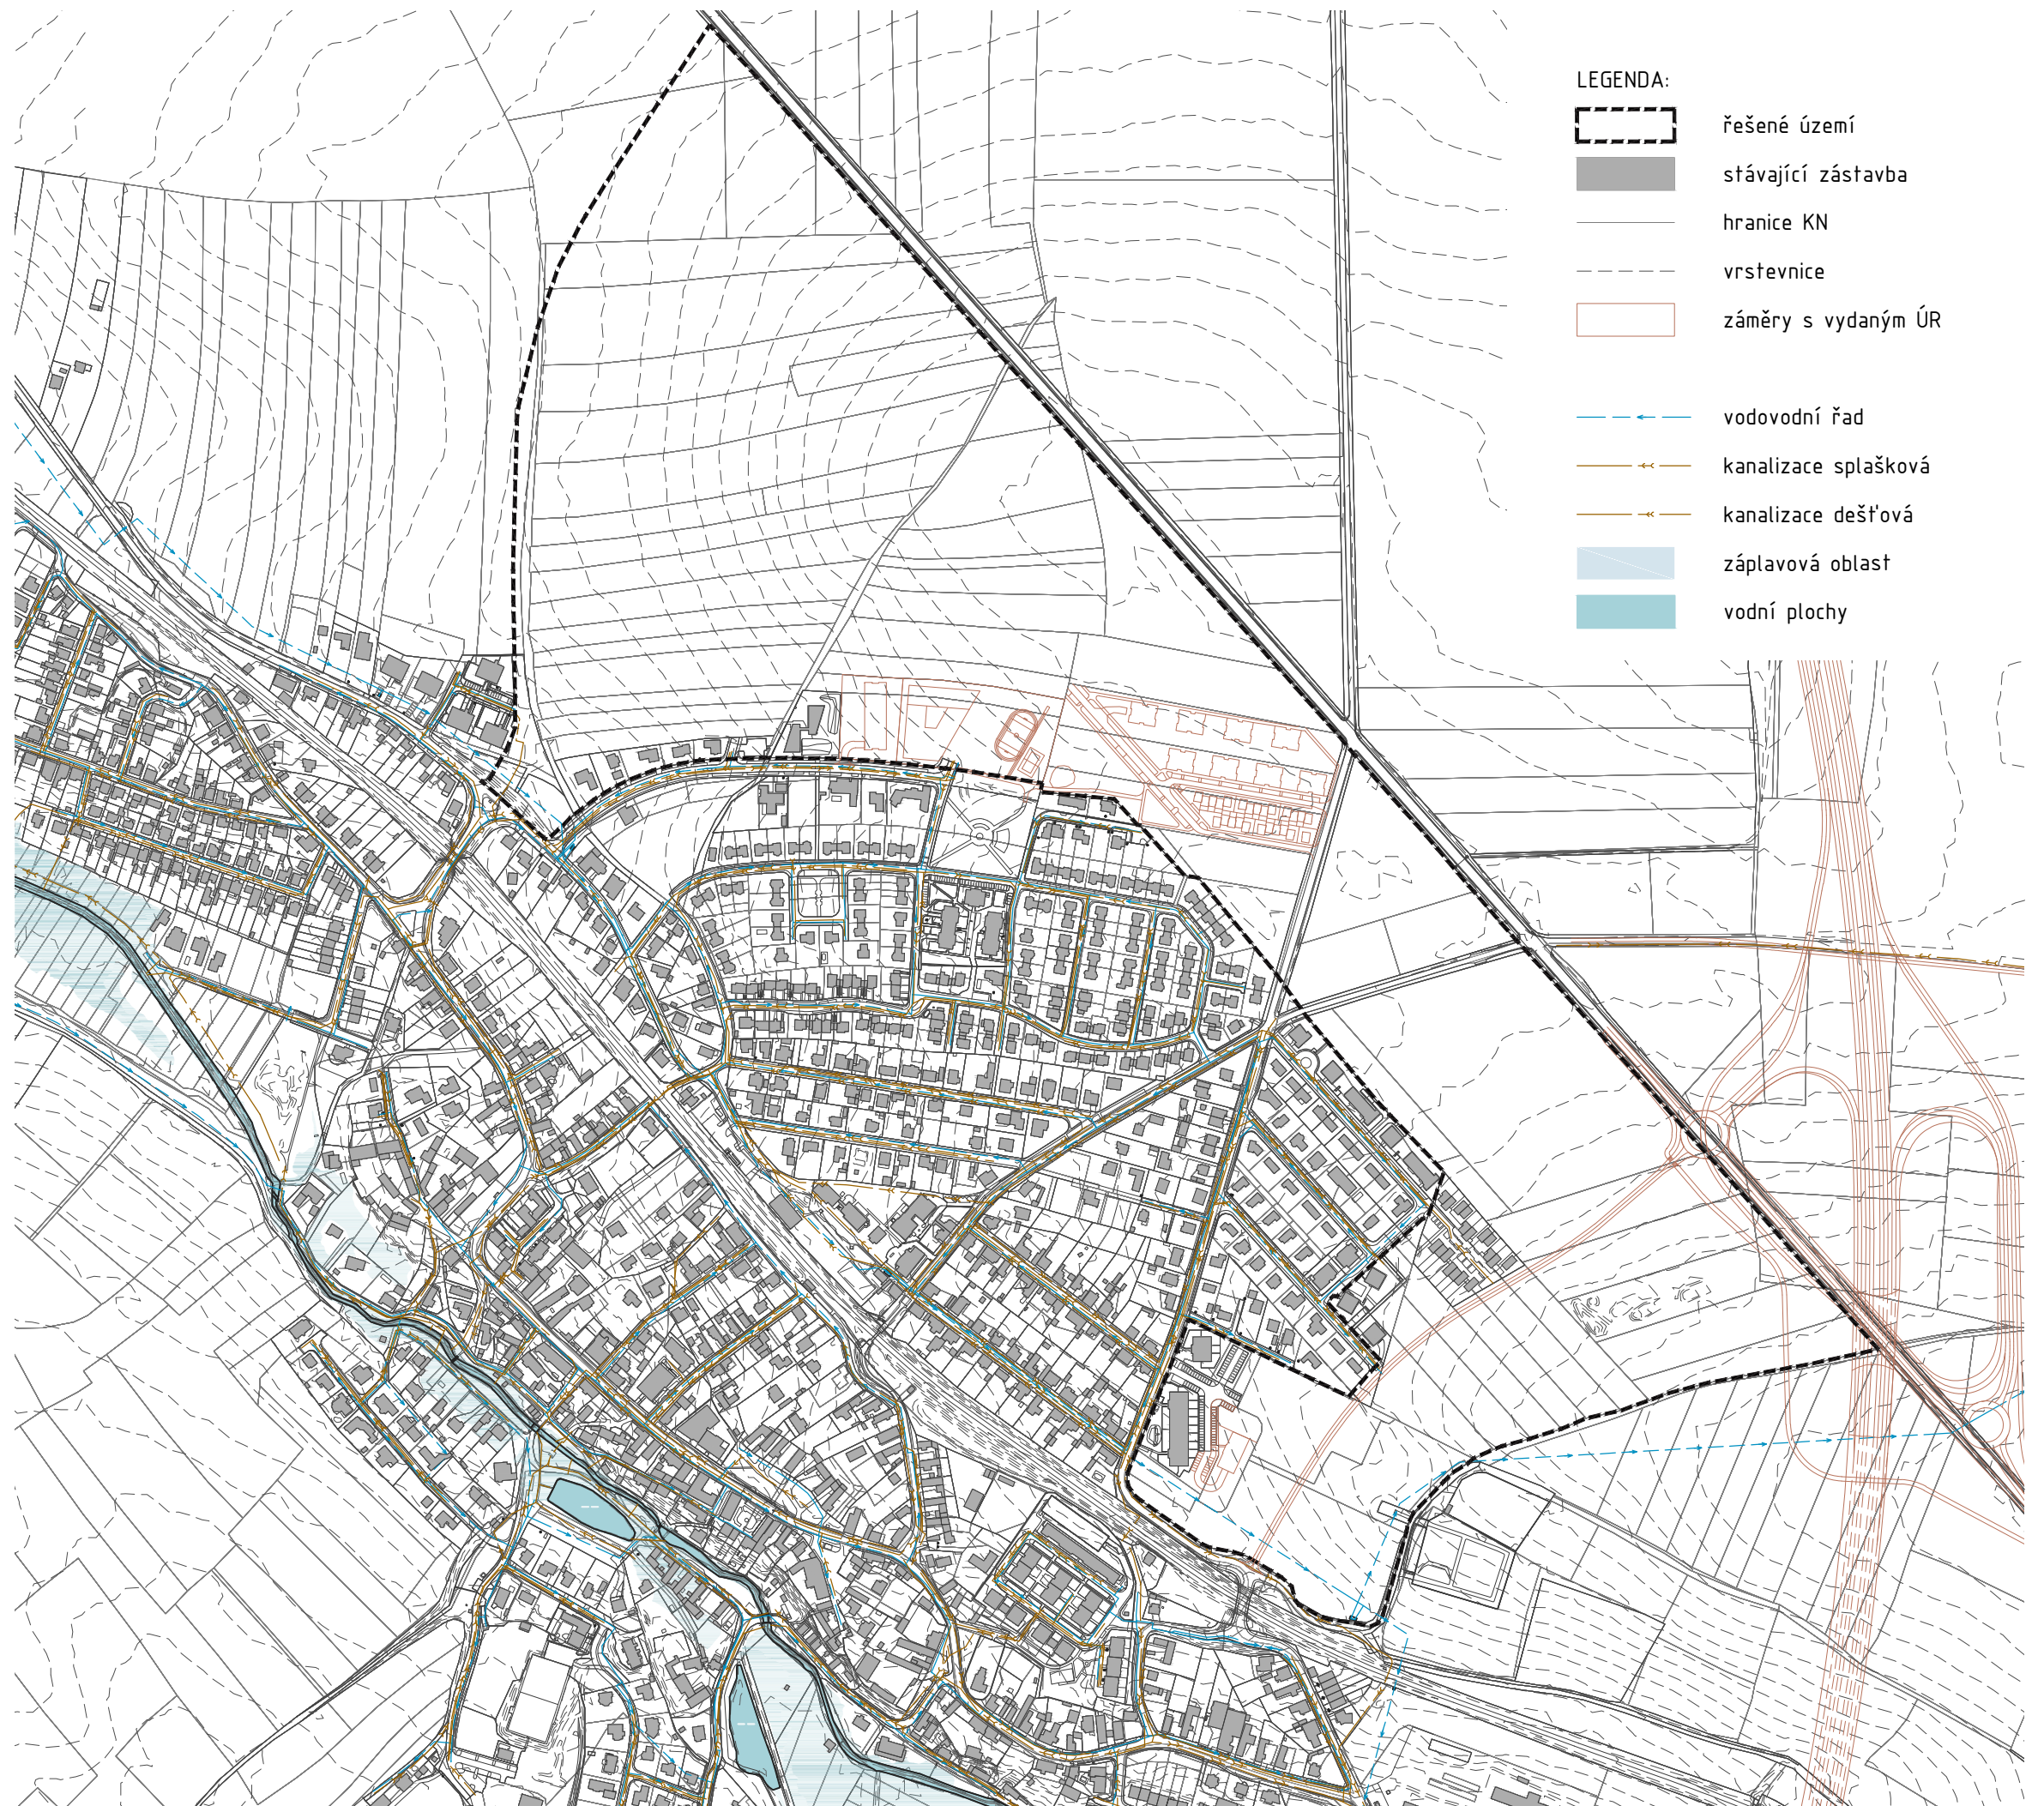 LEGENDA:
řešené území
stávající zástavba
hranice KN
vrstevnice
záměry s vydaným ÚR
vodovodní řad
kanalizace splašková
kanalizace dešťová
záplavová oblast
vodní plochy